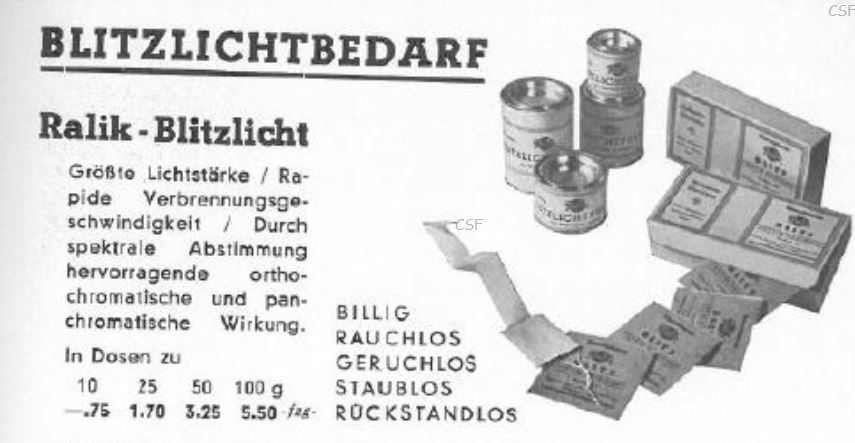 CSF
BLITZLICHTBEDARF
Ralik-Blitzlicht
Größte Lichtstärke / Ra-
pide Verbrennungsge-
schwindigkeit / Durch
spektrale Abstimmung
hervorragende ortho-
chromatische und pan-
chromatische Wirkung.
In Dosen zu
10 25 50 100 g
—.75 1.70 3.25 5.50
CSF
BILLIG
RAUCHLOS
GERUCHLOS
STAUBLOS
RÜCKSTANDLOS